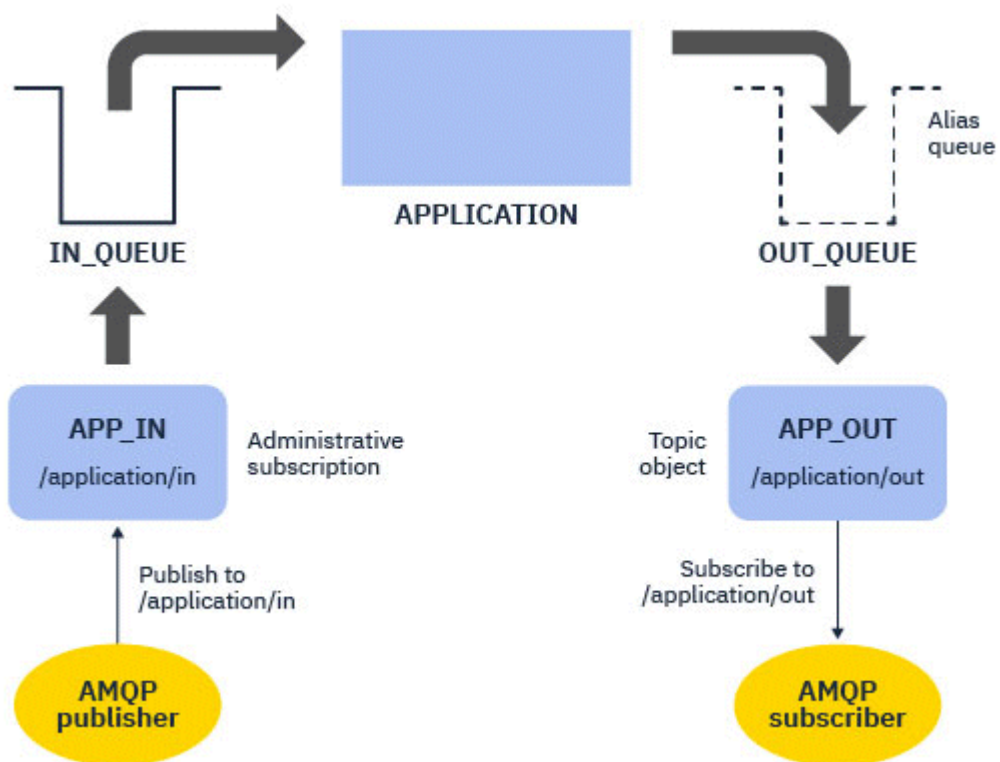 APPLICATION
Alias
queue
IN_QUEUE
OUT_QUEUE
APP_IN
/application/in
Administrative
subscription
Topic
object
APP_OUT
/application/out
Publish to
/application/in
Subscribe to
/application/out
AMQP
publisher
AMQP
subscriber